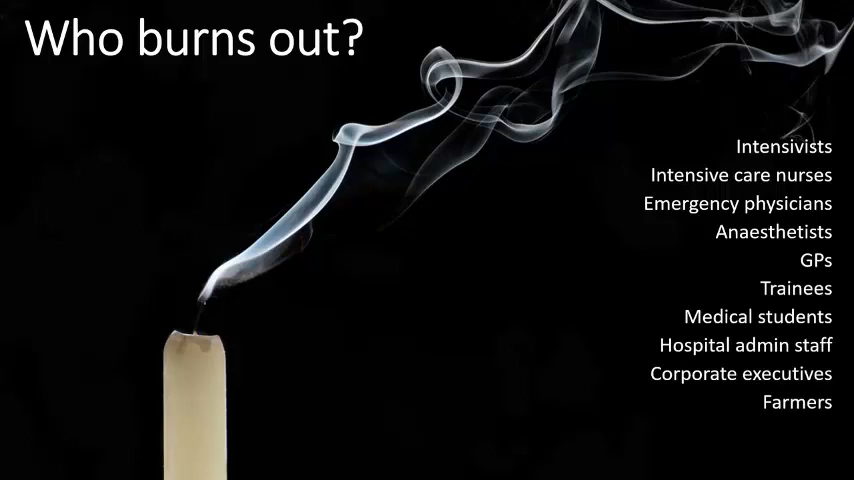 Who burns out?
Intensivists
Intensive care nurses
Emergency physicians
Anaesthetists
GPs
Trainees
Medical students
Hospital admin staff
Corporate executives
Farmers